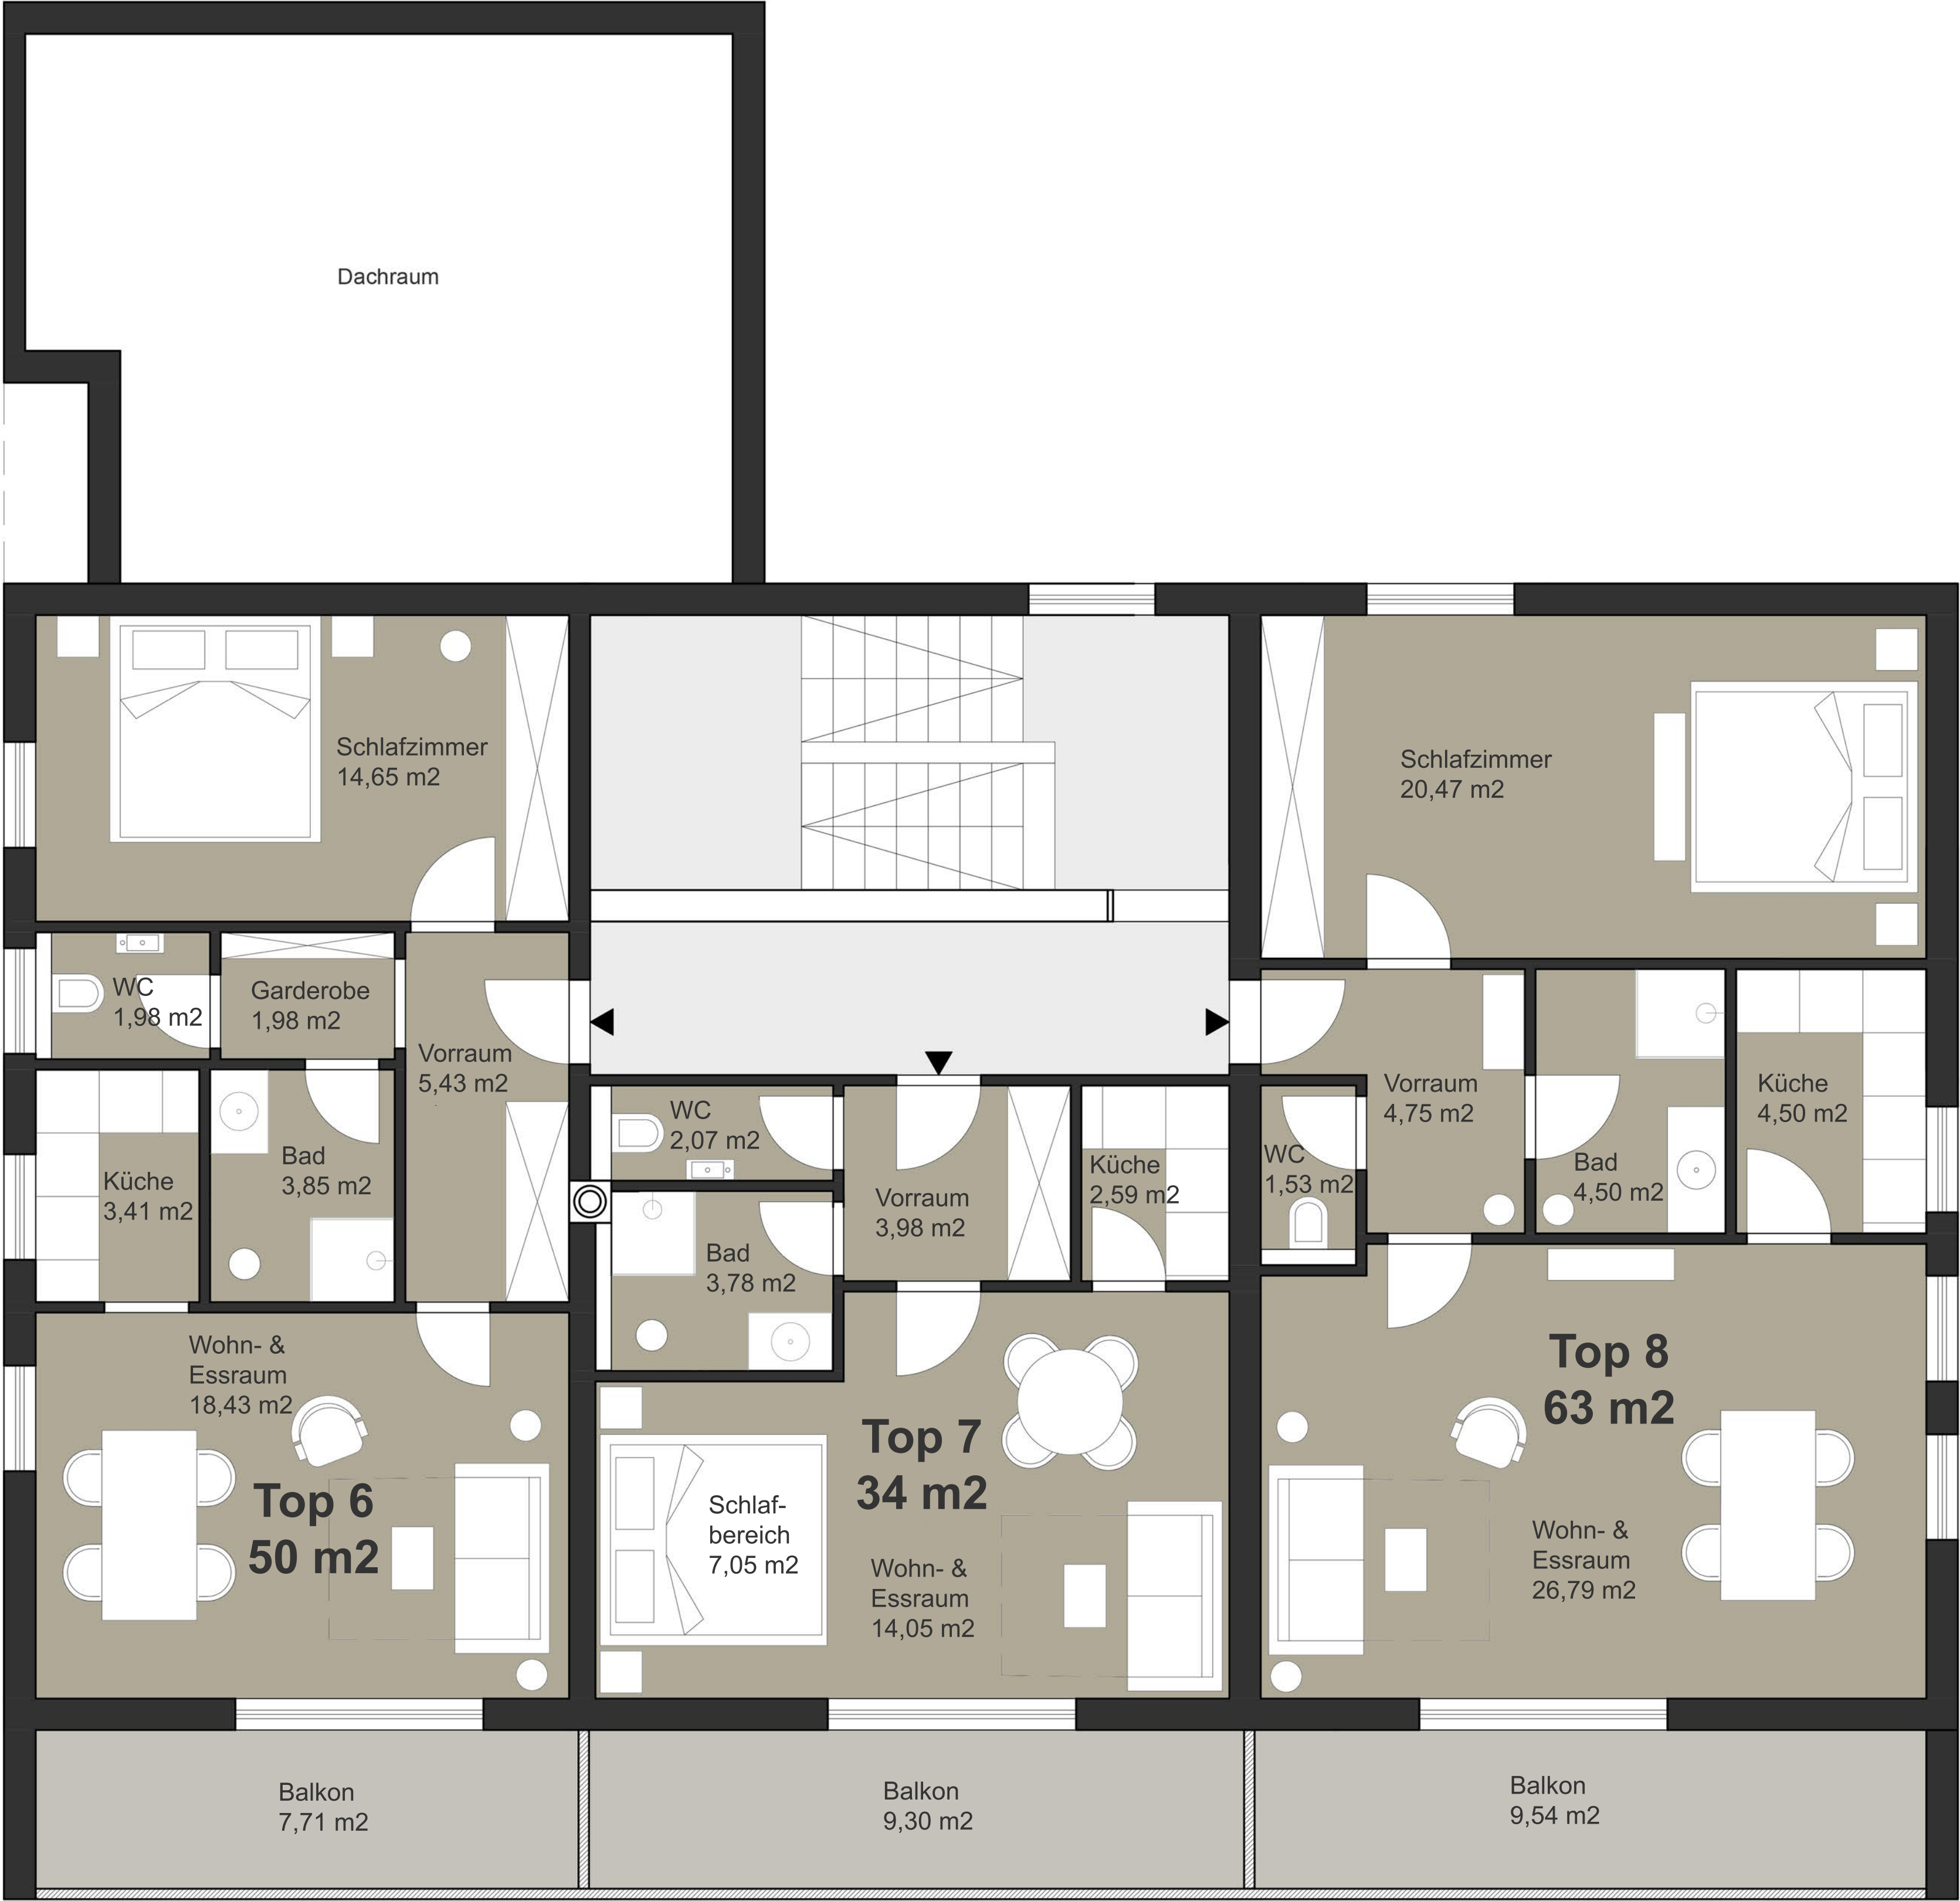 Dachraum
Schlafzimmer
14,65 m2
Schlafzimmer
20,47 m2
WC
1,98 m2
Garderobe
1,98 m2
Vorraum
5,43 m2
Küche
3,41 m2
Bad
3,85 m2
WC
2,07 m2
Bad
3,78 m2
Vorraum
3,98 m2
Küche
2,59 m2
WC
1,53 m2
Vorraum
4,75 m2
Bad
4,50 m2
Küche
4,50 m2
Wohn- &
Essraum
18,43 m2
Top 6
50 m2
Top 7
34 m2
Schlaf-
bereich
7,05 m2
Wohn- &
Essraum
14,05 m2
Top 8
63 m2
Wohn- &
Essraum
26,79 m2
Balkon
7,71 m2
Balkon
9,30 m2
Balkon
9,54 m2